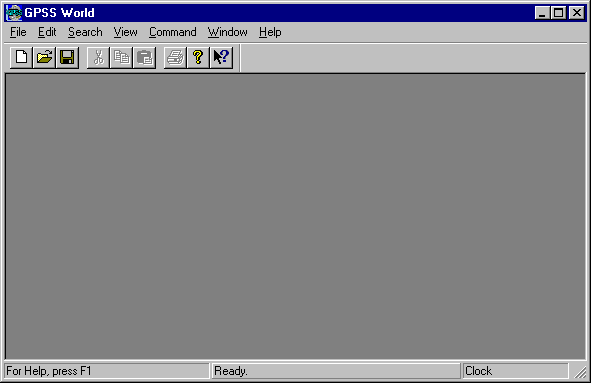 GPSS World
File Edit Search View Command Window Help
For Help, press F1 Ready. Clock